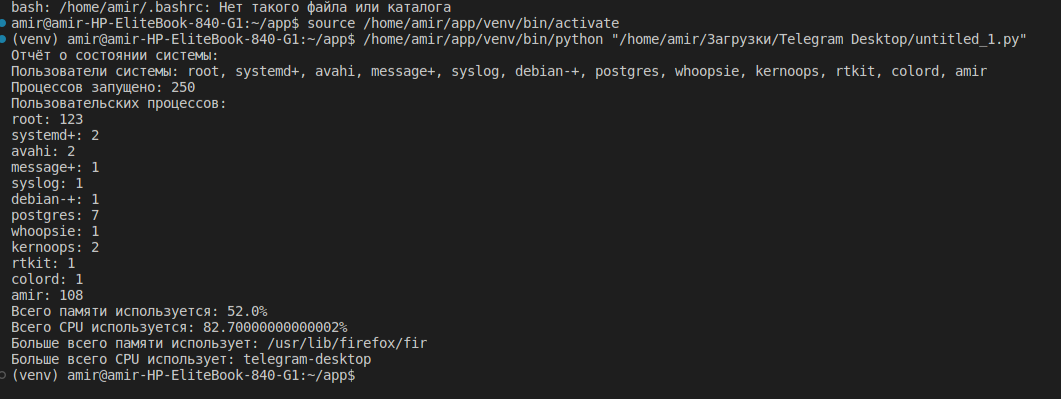 bash: /home/amir/.bashrc: Нет такого файла или каталога
amir@amir-HP-EliteBook-840-G1:~/app$ source /home/amir/app/venv/bin/activate
(venv) amir@amir-HP-EliteBook-840-G1:~/app$ /home/amir/app/venv/bin/python "/home/amir/Загрузки/Telegram Desktop/untitled_1.py"
Отчёт о состоянии системы:
Пользователи системы: root, systemd+, avahi, message+, syslog, debian-+, postgres, whoopsie, kernoops, rtkit, colord, amir
Процессов запущено: 250
Пользовательских процессов:
root: 123
systemd+: 2
avahi: 2
message+: 1
syslog: 1
debian-+: 1
postgres: 7
whoopsie: 1
kernoops: 2
rtkit: 1
colord: 1
amir: 108
Всего памяти используется: 52.0%
Всего CPU используется: 82.70000000000002%
Больше всего памяти использует: /usr/lib/firefox/fir
Больше всего CPU использует: telegram-desktop
(venv) amir@amir-HP-EliteBook-840-G1:~/app$